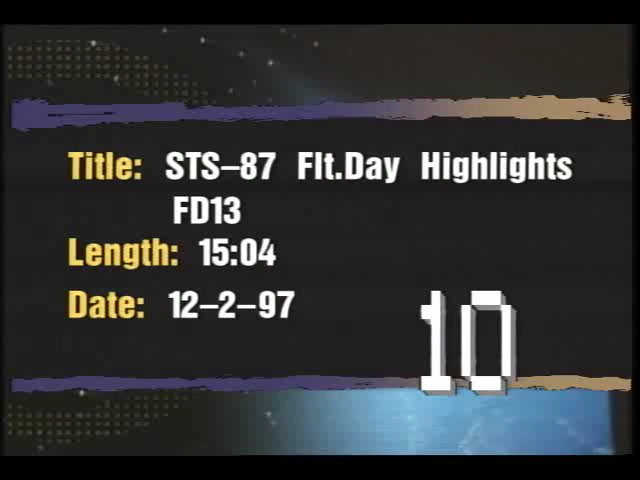 Title: STS–87 Flt.Day Highlights
FD13
Length: 15:04
Date: 12–2–97
10